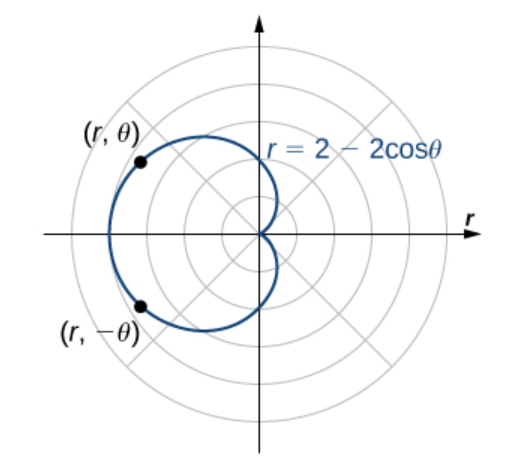 (r, θ)
r = 2 − 2cosθ
r
(r, −θ)